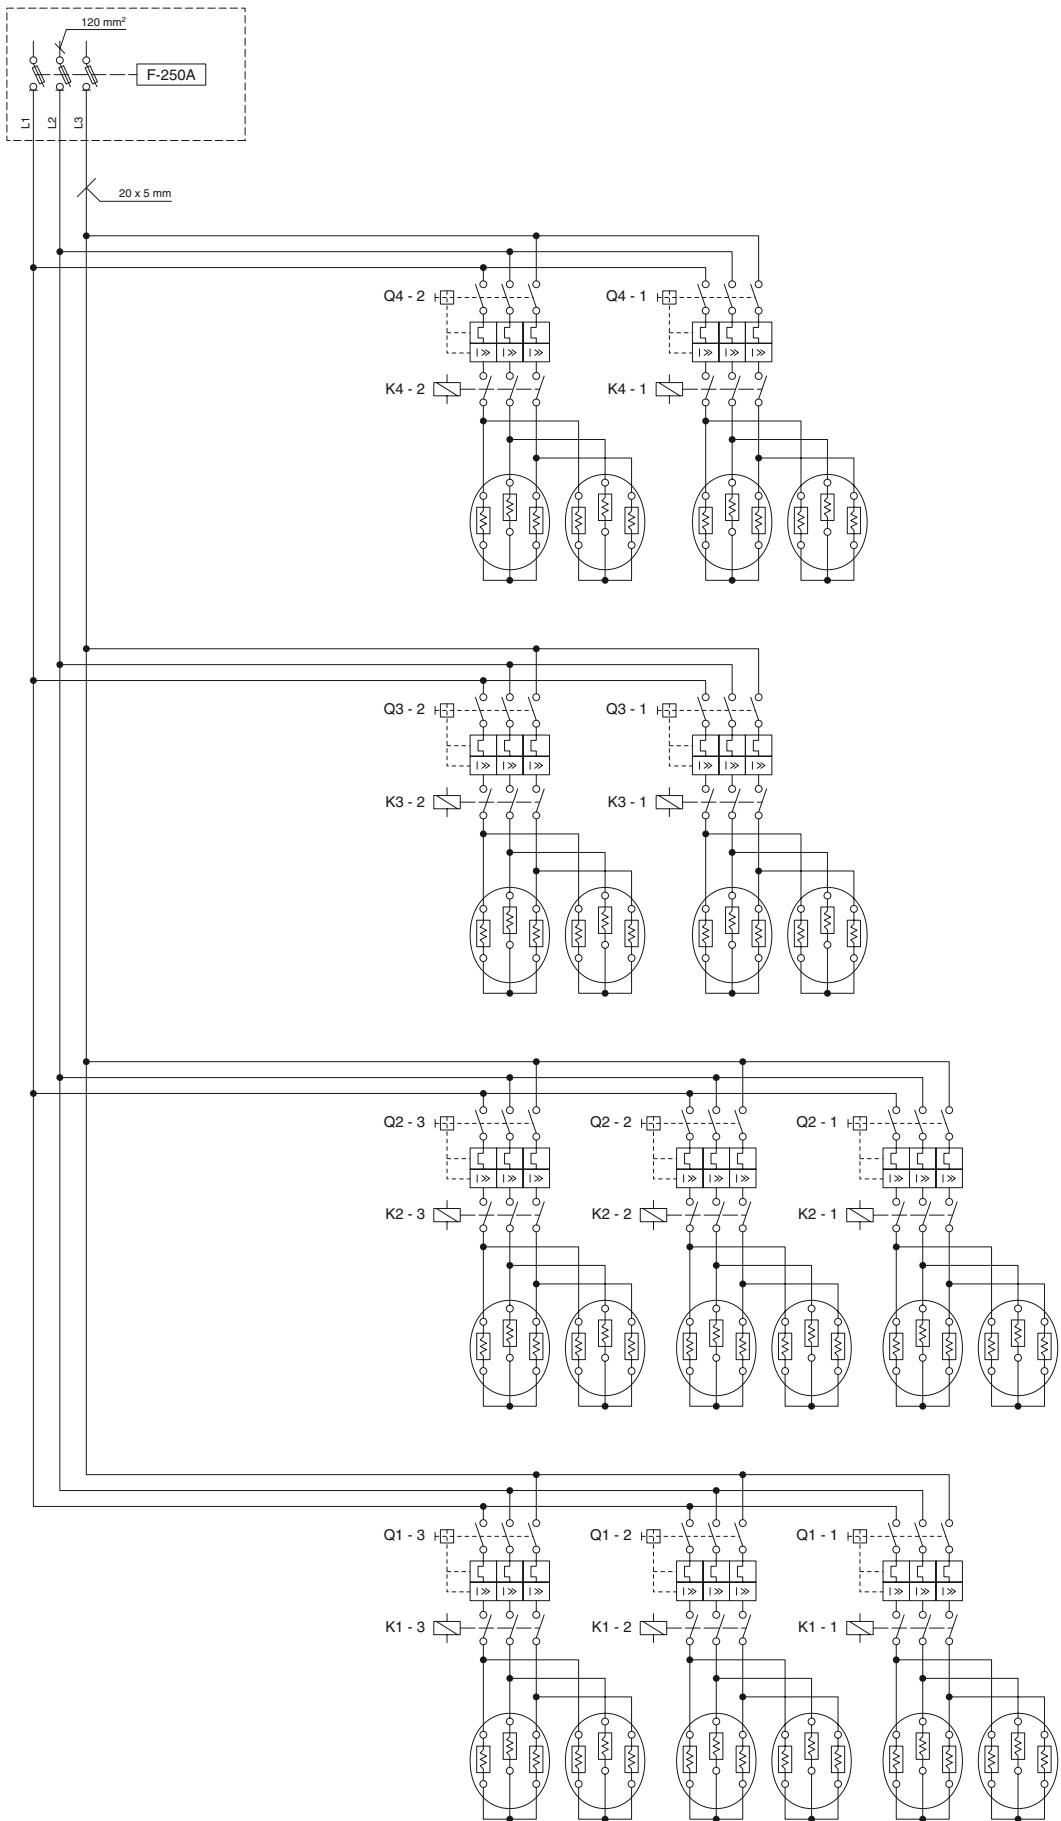 120 mm²
F-250A
L1 L2 L3
20 x 5 mm
Q4 - 2 Q4 - 1
I>> I>> I>> I>> I>> I>>
K4 - 2 K4 - 1
Q3 - 2 Q3 - 1
I>> I>> I>> I>> I>> I>>
K3 - 2 K3 - 1
Q2 - 3 Q2 - 2 Q2 - 1
I>> I>> I>> I>> I>> I>> I>> I>> I>>
K2 - 3 K2 - 2 K2 - 1
Q1 - 3 Q1 - 2 Q1 - 1
I>> I>> I>> I>> I>> I>> I>> I>> I>>
K1 - 3 K1 - 2 K1 - 1